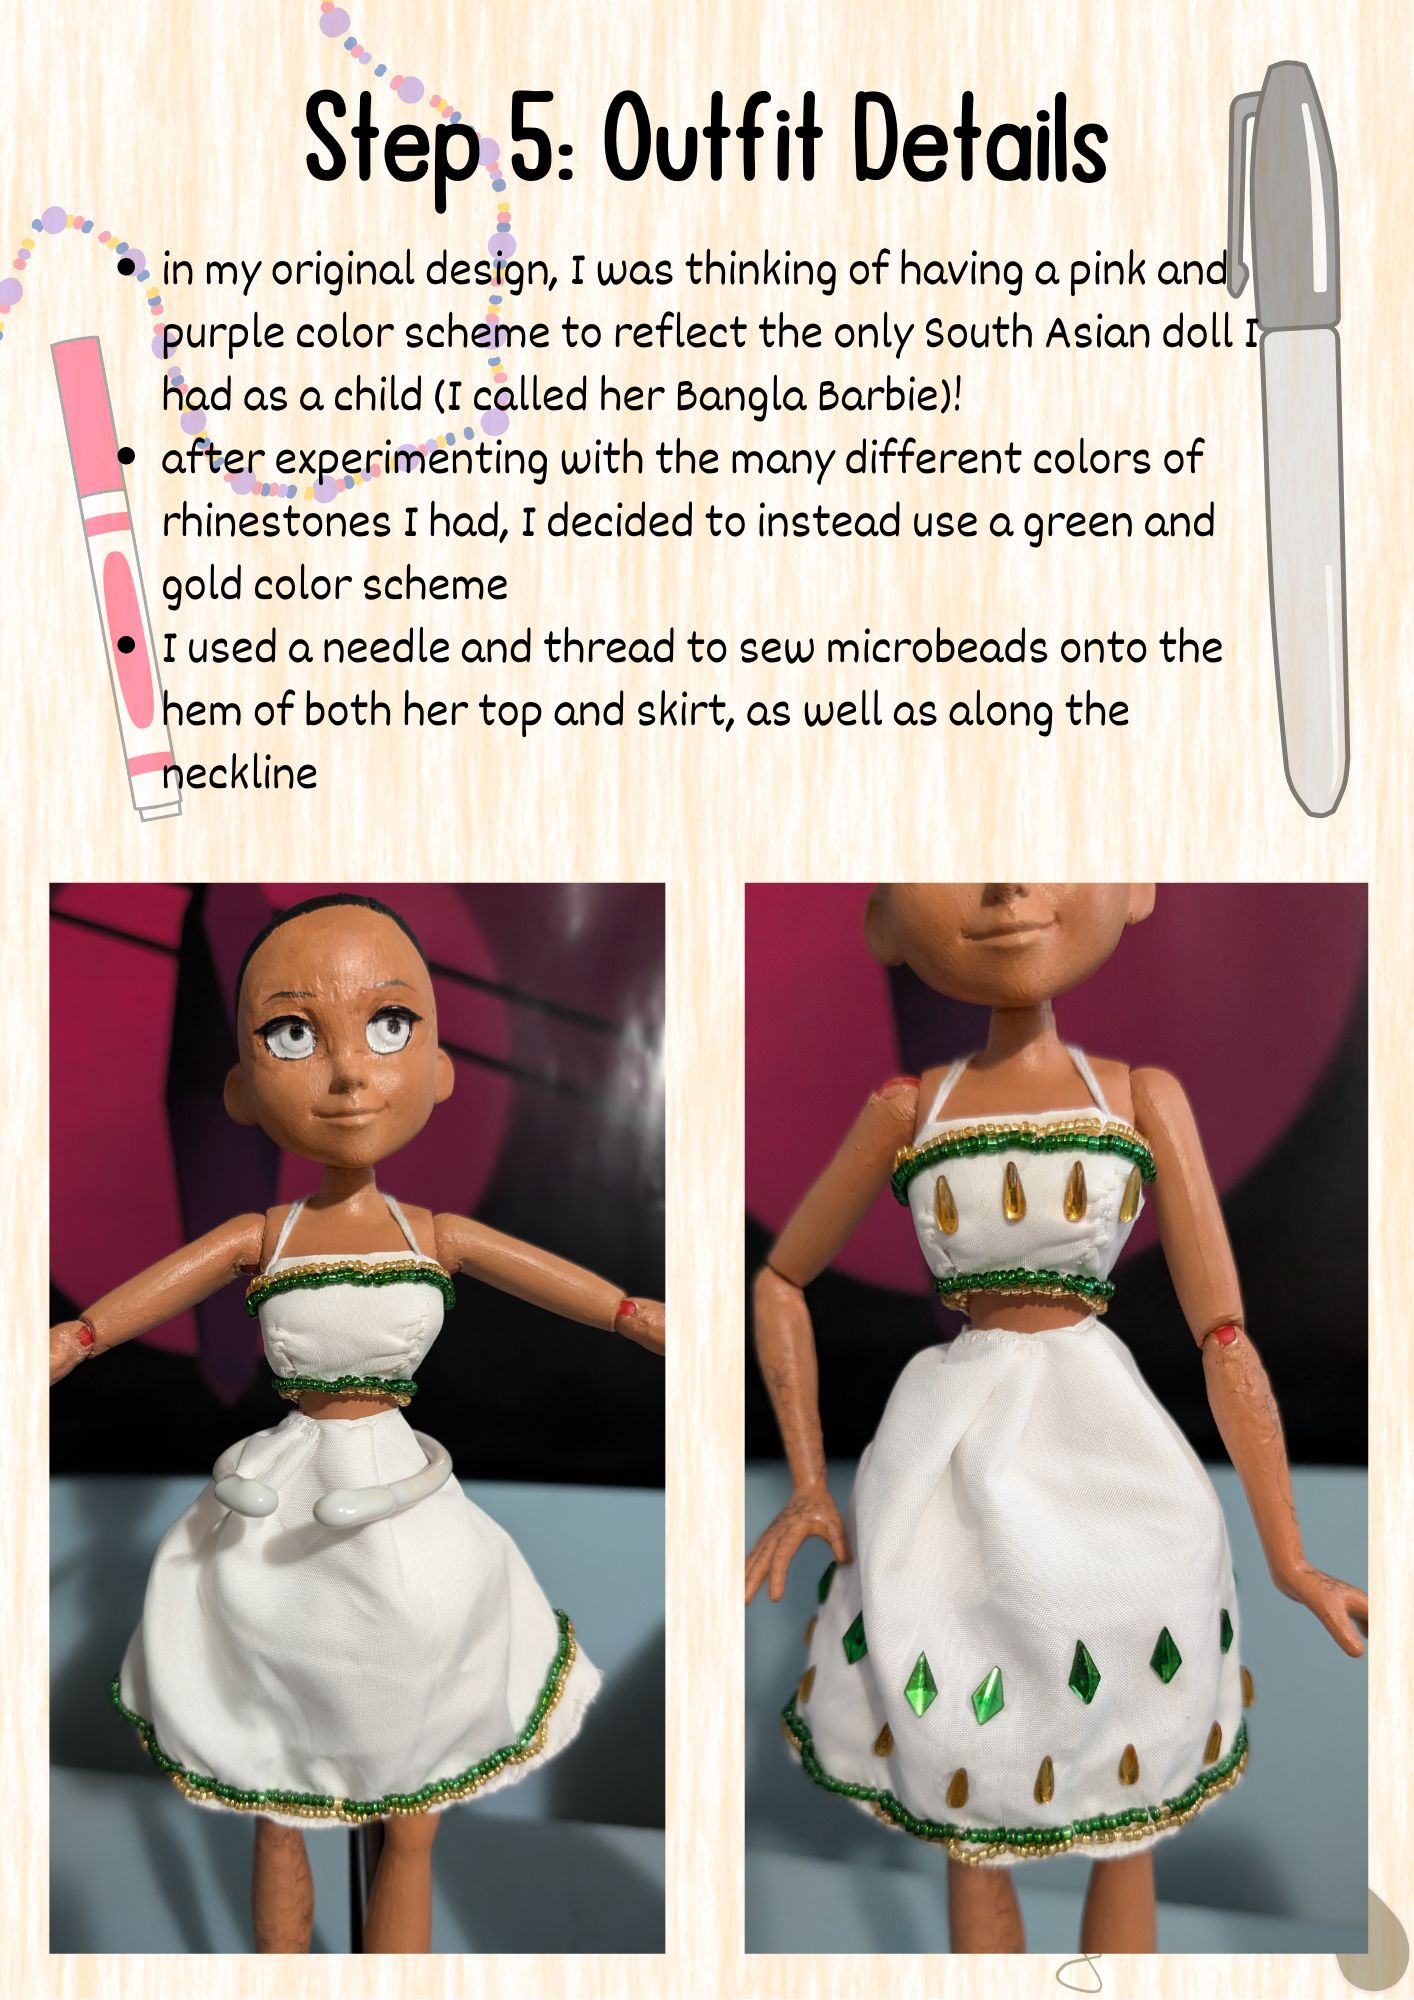 Step 5: Outfit Details
• in my original design, I was thinking of having a pink and
purple color scheme to reflect the only South Asian doll I
had as a child (I called her Bangla Barbie)!
• after experimenting with the many different colors of
rhinestones I had, I decided to instead use a green and
gold color scheme
• I used a needle and thread to sew microbeads onto the
hem of both her top and skirt, as well as along the
neckline